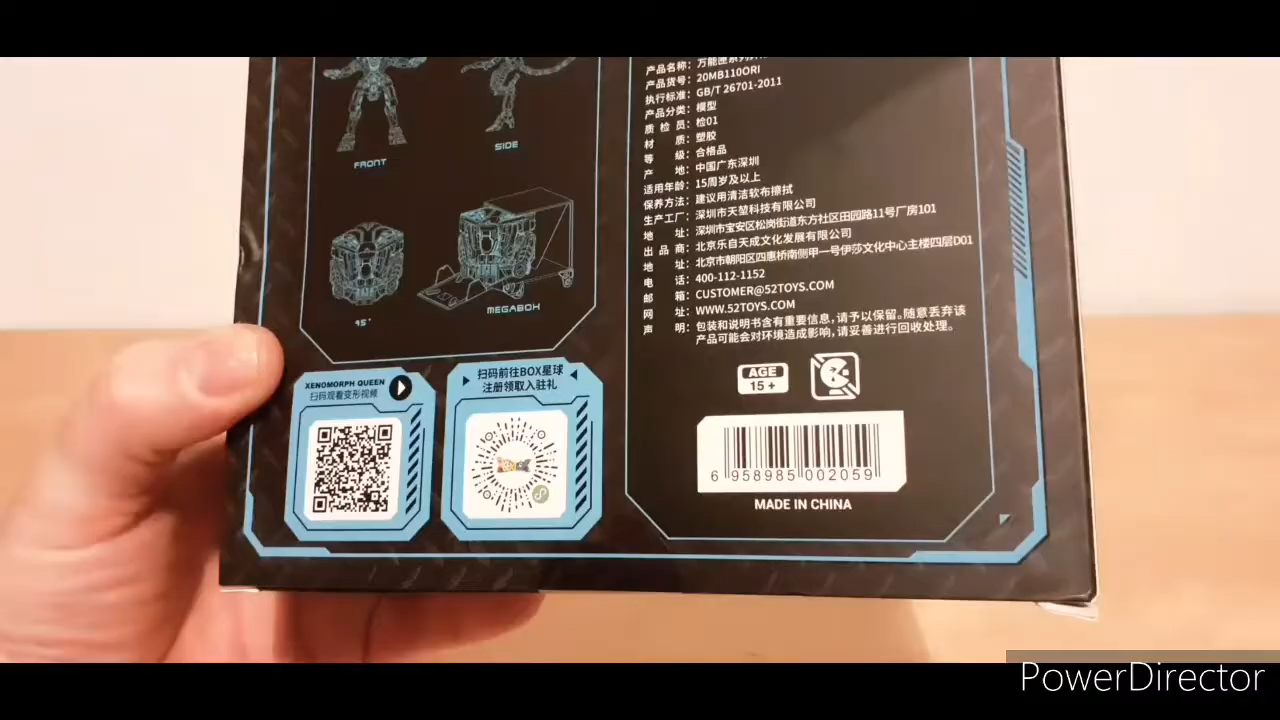 FRONT
SIDE
45°
MEGABOX
XENOMORPH QUEEN
扫码观看变形视频
扫码前往BOX星球
注册领取入驻礼
产品名称：万能匣系列
产品货号：20MB110ORI
执行标准：GB/T 26701-2011
产品分类：模型
质检员：检01
材质：塑胶
等级：合格品
产地：中国广东深圳
适用年龄：15周岁及以上
保养方法：建议用清洁软布擦拭
生产工厂：深圳市天堃科技有限公司
地址：深圳市宝安区松岗街道东方社区田园路11号厂房101
出品商：北京乐自天成文化发展有限公司
地址：北京市朝阳区四惠桥南侧甲一号伊莎文化中心主楼四层D01
电话：400-112-1152
邮箱：CUSTOMER@52TOYS.COM
网址：WWW.52TOYS.COM
声明：包装和说明书含有重要信息，请予以保留。随意丢弃该
产品可能会对环境造成影响，请妥善进行回收处理。
AGE
15 +
6 958985 002059
MADE IN CHINA
PowerDirector